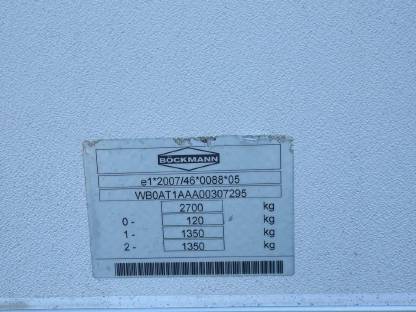 BÖCKMANN
e1*2007/46*0088*05
WB0AT1AAA00307295
2700 kg
0- 120 kg
1- 1350 kg
2- 1350 kg